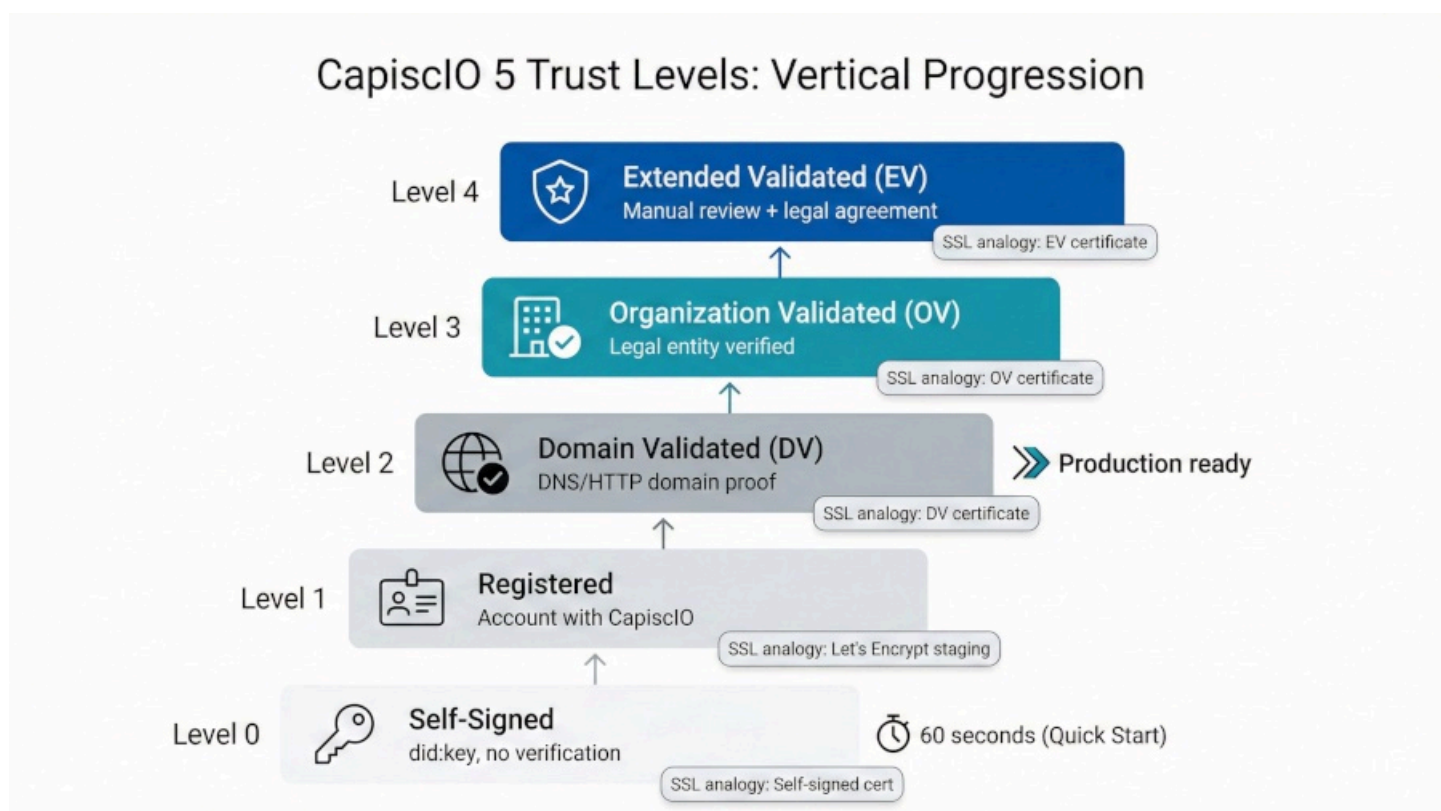 CapiscIO 5 Trust Levels: Vertical Progression
Level 4
Extended Validated (EV)
Manual review + legal agreement
SSL analogy: EV certificate
Level 3
Organization Validated (OV)
Legal entity verified
SSL analogy: OV certificate
Level 2
Domain Validated (DV)
DNS/HTTP domain proof
Production ready
SSL analogy: DV certificate
Level 1
Registered
Account with CapiscIO
SSL analogy: Let's Encrypt staging
Level 0
Self-Signed
did:key, no verification
60 seconds (Quick Start)
SSL analogy: Self-signed cert